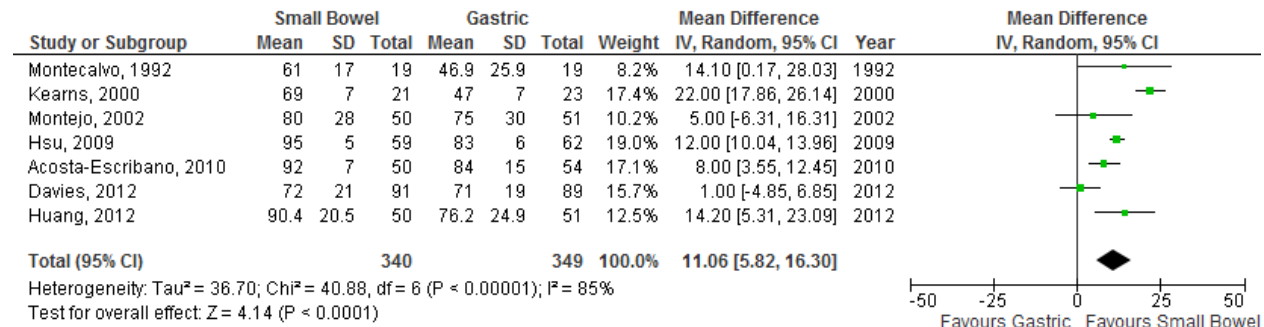 Small Bowel Gastric Mean Difference Mean Difference
Study or Subgroup Mean SD Total Mean SD Total Weight IV, Random, 95% CI Year IV, Random, 95% CI
Montecalvo, 1992 61 17 19 46.9 25.9 19 8.2% 14.10 [0.17, 28.03] 1992
Kearns, 2000 69 7 21 47 7 23 17.4% 22.00 [17.86, 26.14] 2000
Montejo, 2002 80 28 50 75 30 51 10.2% 5.00 [-6.31, 16.31] 2002
Hsu, 2009 95 5 59 83 6 62 19.0% 12.00 [10.04, 13.96] 2009
Acosta-Escribano, 2010 92 7 50 84 15 54 17.1% 8.00 [3.55, 12.45] 2010
Davies, 2012 72 21 91 71 19 89 15.7% 1.00 [-4.85, 6.85] 2012
Huang, 2012 90.4 20.5 50 76.2 24.9 51 12.5% 14.20 [5.31, 23.09] 2012
Total (95% CI) 340 349 100.0% 11.06 [5.82, 16.30]
Heterogeneity: Tau² = 36.70; Chi² = 40.88, df = 6 (P < 0.00001); I² = 85%
Test for overall effect: Z = 4.14 (P < 0.0001)
-50 -25 0 25 50
Favours Gastric Favours Small Bowel